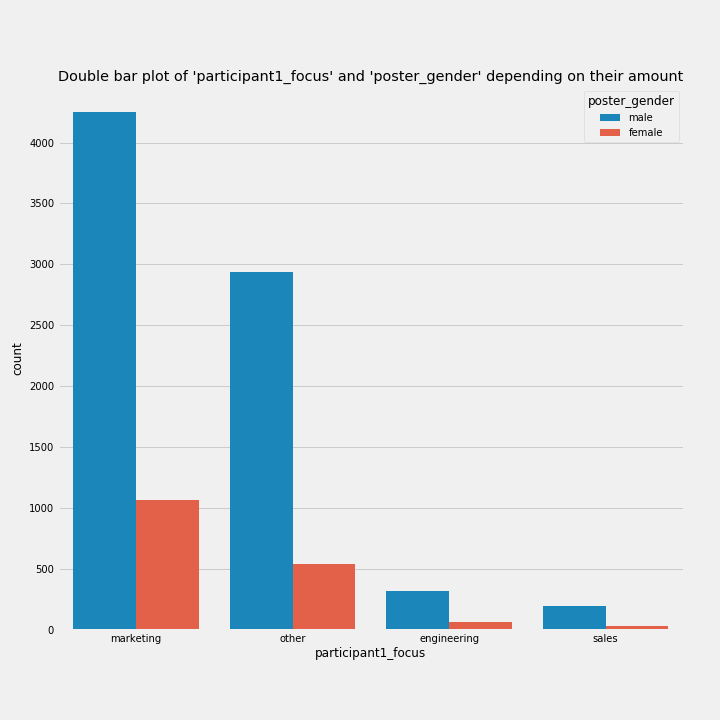 Double bar plot of 'participant1_focus' and 'poster_gender' depending on their amount
poster_gender
male
female
4000
3500
3000
2500
2000
1500
1000
500
0
count
marketing other engineering sales
participant1_focus